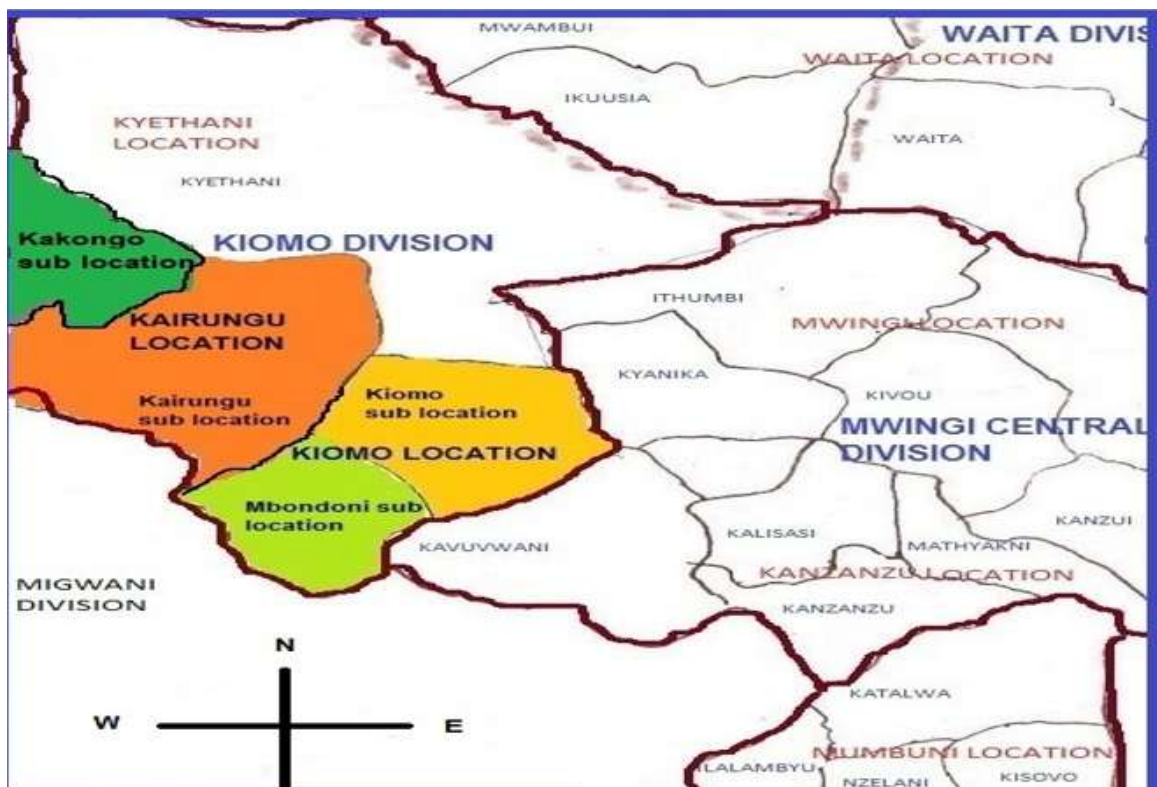 MWAMBUI
WAITA DIVIS
WAITA LOCATION
IKUUSIA
KYETHANI
LOCATION
WAITA
KYETHANI
Kakongo
sub location
KIOMO DIVISION
ITHUMBI
KAIRUNGU
LOCATION
MWINGI LOCATION
KYANIKA
Kiomo
sub location
KIVOU
Kairungu
sub location
MWINGI CENTRAL
DIVISION
KIOMO LOCATION
Mbondoni sub
location
KANZUI
KAVUVWANI
KALISASI
MATHYAKNI
MIGWANI
DIVISION
KANZANZU LOCATION
KANZANZU
N
W
E
KATALWA
MUMBUNI LOCATION
ILALAMBYU
NZELANI
KISOVO